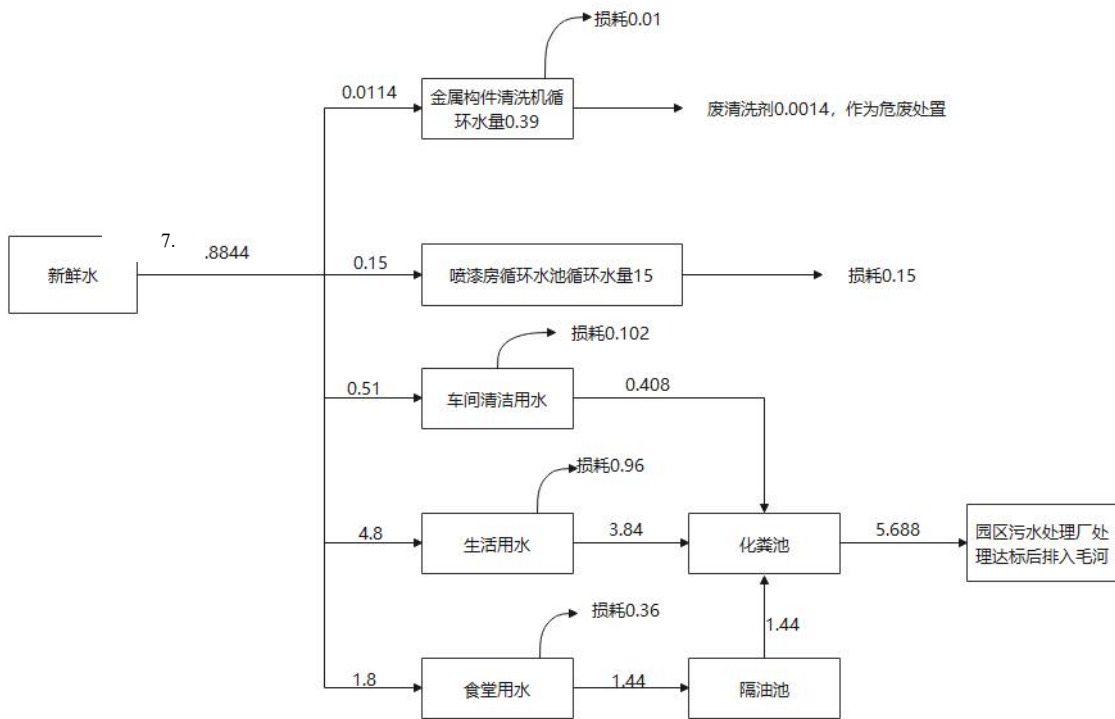 损耗0.01
0.0114
金属构件清洗机循
环水量0.39
废清洗剂0.0014，作为危废处置
新鲜水
7.
.8844
0.15
喷漆房循环水池循环水量15
损耗0.15
损耗0.102
0.51
车间清洁用水
0.408
损耗0.96
4.8
生活用水
3.84
化粪池
5.688
园区污水处理厂处
理达标后排入毛河
损耗0.36
1.44
1.8
食堂用水
1.44
隔油池